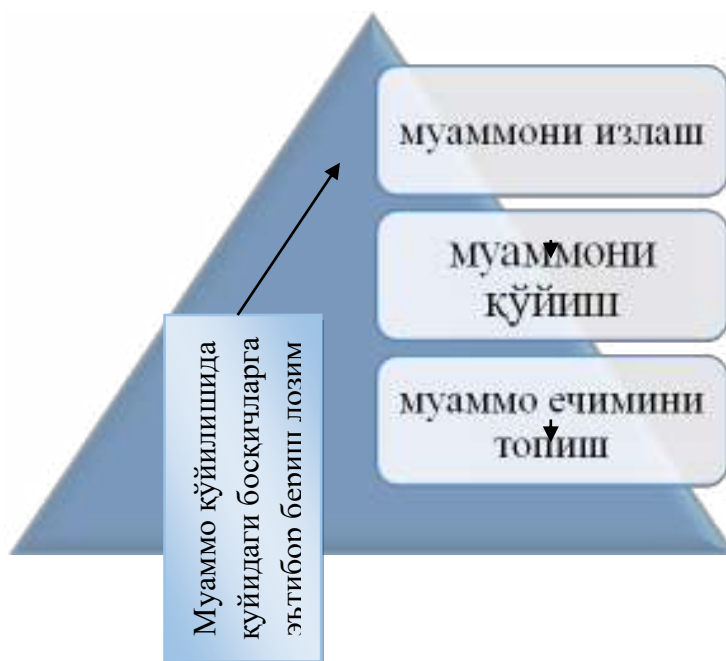 муаммони излаш
муаммони
қўйиш
муаммо ечимини
топиш
Муаммо қўйилишида
қуйидаги босқичларга
эътибор бериш лозим